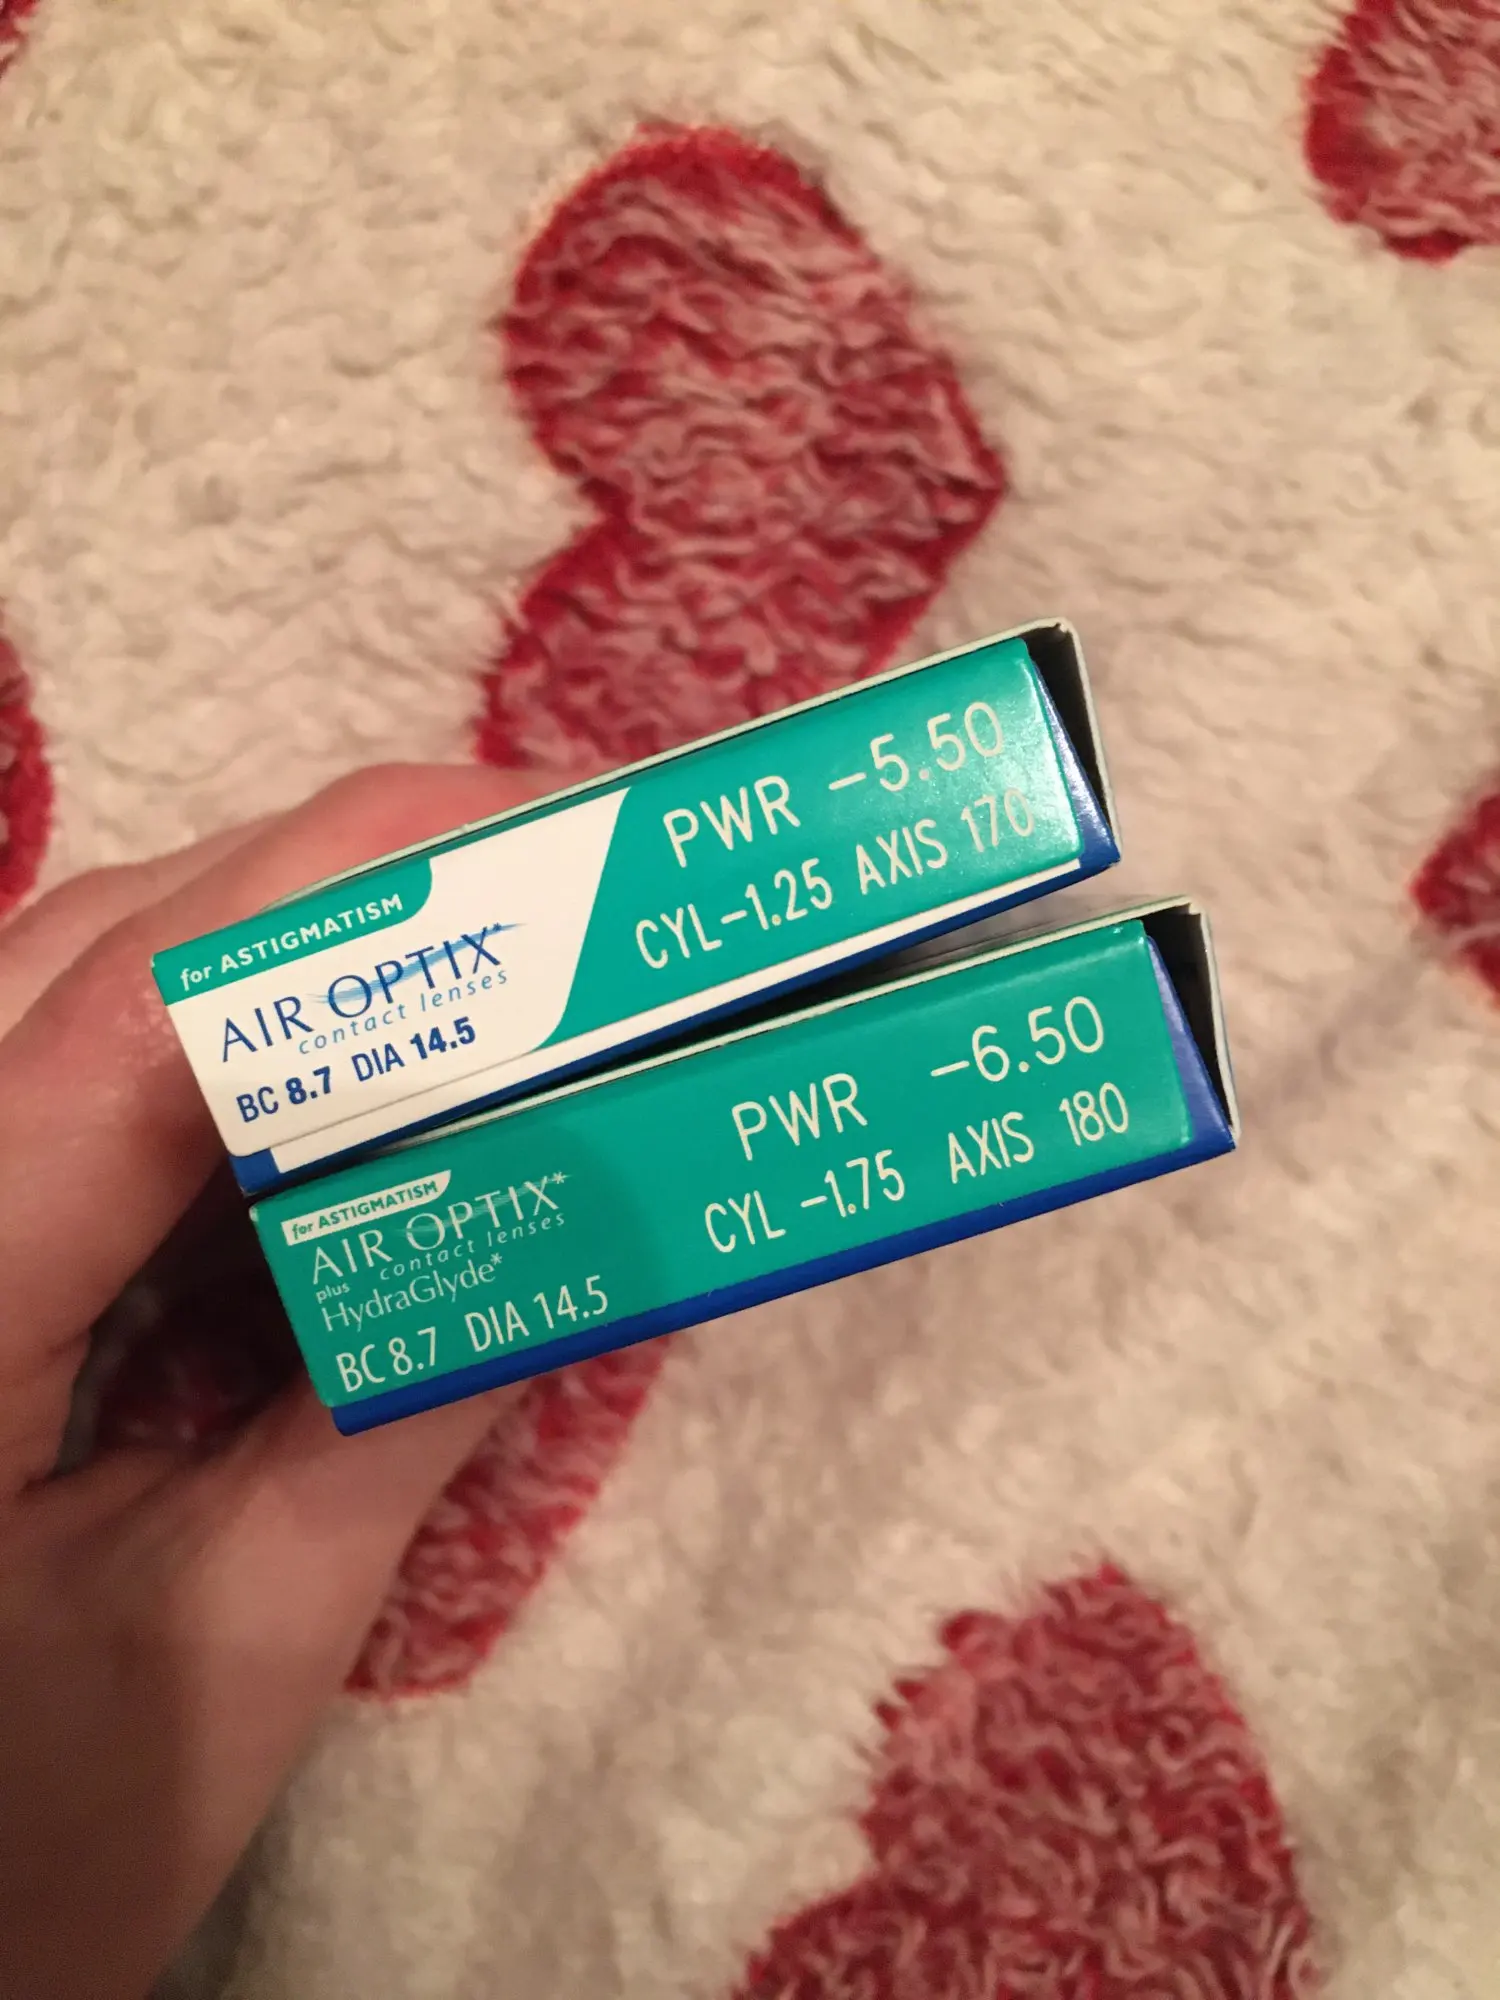 for ASTIGMATISM
AIR OPTIX*
contact lenses
BC 8.7 DIA 14.5
PWR -5.50
CYL-1.25 AXIS 170
for ASTIGMATISM
AIR OPTIX*
contact lenses
plus
HydraGlyde*
BC 8.7 DIA 14.5
PWR -6.50
CYL -1.75 AXIS 180